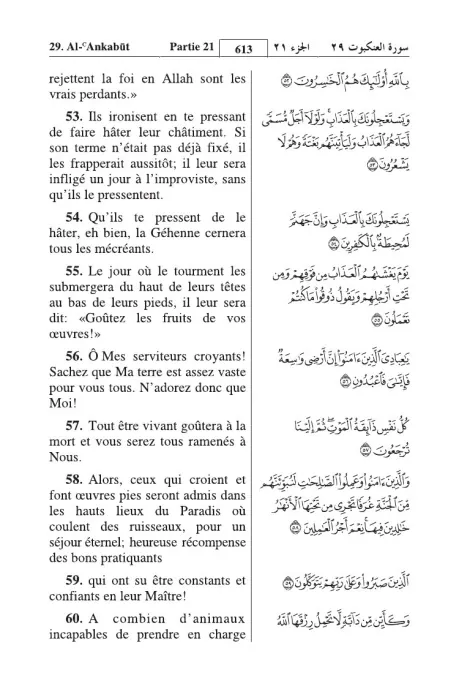 29. Al-ᶜAnkabūt Partie 21 613 الجزء ٢١ سورة العنكبوت ٢٩
rejettent la foi en Allah sont les
vrais perdants.»
53. Ils ironisent en te pressant
de faire hâter leur châtiment. Si
son terme n’était pas déjà fixé, il
les frapperait aussitôt; il leur sera
infligé un jour à l’improviste, sans
qu’ils le pressentent.
54. Qu’ils te pressent de le
hâter, eh bien, la Géhenne cernera
tous les mécréants.
55. Le jour où le tourment les
submergera du haut de leurs têtes
au bas de leurs pieds, il leur sera
dit: «Goûtez les fruits de vos
œuvres!»
56. Ô Mes serviteurs croyants!
Sachez que Ma terre est assez vaste
pour vous tous. N’adorez donc que
Moi!
57. Tout être vivant goûtera à la
mort et vous serez tous ramenés à
Nous.
58. Alors, ceux qui croient et
font œuvres pies seront admis dans
les hauts lieux du Paradis où
coulent des ruisseaux, pour un
séjour éternel; heureuse récompense
des bons pratiquants
59. qui ont su être constants et
confiants en leur Maître!
60. A combien d’animaux
incapables de prendre en charge
بِٱللَّهِ أُوْلَٰٓئِكَ هُمُ ٱلْخَٰسِرُونَ ٥٢
وَيَسْتَعْجِلُونَكَ بِٱلْعَذَابِ وَلَوْلَآ أَجَلٌ مُّسَمًّى
لَّجَآءَهُمُ ٱلْعَذَابُ وَلَيَأْتِيَنَّهُم بَغْتَةً وَهُمْ لَا
يَشْعُرُونَ ٥٣
يَسْتَعْجِلُونَكَ بِٱلْعَذَابِ وَإِنَّ جَهَنَّمَ
لَمُحِيطَةٌۢ بِٱلْكَٰفِرِينَ ٥٤
يَوْمَ يَغْشَىٰهُمُ ٱلْعَذَابُ مِن فَوْقِهِمْ وَمِن
تَحْتِ أَرْجُلِهِمْ وَيَقُولُ ذُوقُوا۟ مَا كُنتُمْ
تَعْمَلُونَ ٥٥
يَٰعِبَادِيَ ٱلَّذِينَ ءَامَنُوٓا۟ إِنَّ أَرْضِى وَٰسِعَةٌ
فَإِيَّٰىَ فَٱعْبُدُونِ ٥٦
كُلُّ نَفْسٍ ذَآئِقَةُ ٱلْمَوْتِ ثُمَّ إِلَيْنَا
تُرْجَعُونَ ٥٧
وَٱلَّذِينَ ءَامَنُوا۟ وَعَمِلُوا۟ ٱلصَّٰلِحَٰتِ لَنُبَوِّئَنَّهُم
مِّنَ ٱلْجَنَّةِ غُرَفًا تَجْرِى مِن تَحْتِهَا ٱلْأَنْهَٰرُ
خَٰلِدِينَ فِيهَا نِعْمَ أَجْرُ ٱلْعَٰمِلِينَ ٥٨
ٱلَّذِينَ صَبَرُوا۟ وَعَلَىٰ رَبِّهِمْ يَتَوَكَّلُونَ ٥٩
وَكَأَيِّن مِّن دَآبَّةٍ لَّا تَحْمِلُ رِزْقَهَا ٱللَّهُ